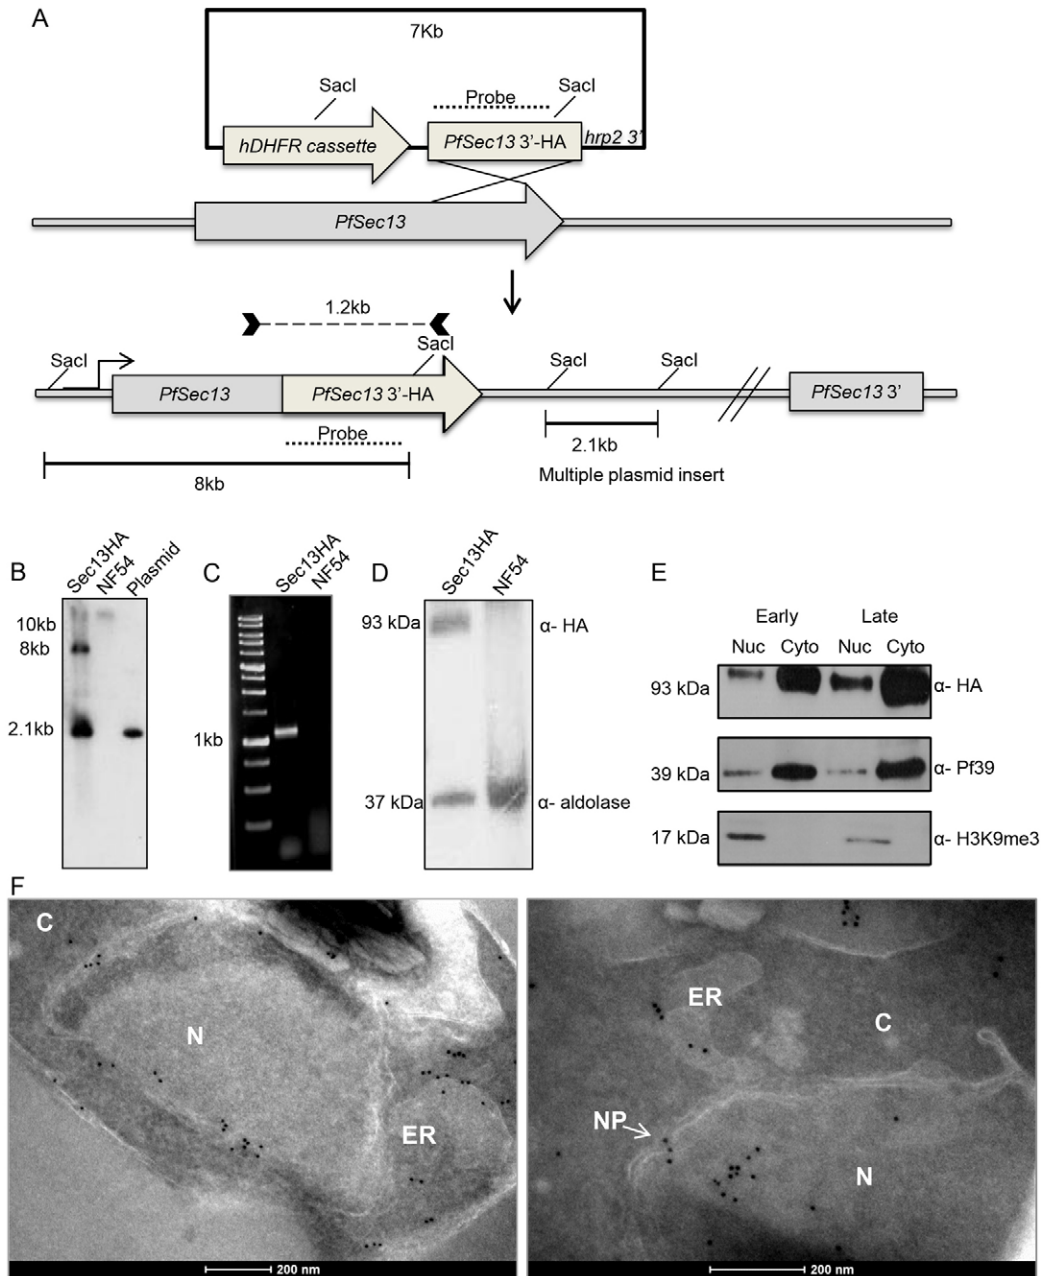 A
7Kb
SacI
Probe
SacI
hDHFR cassette
PfSec13 3'-HA
hrp2 3'
PfSec13
1.2kb
SacI
SacI
SacI
SacI
PfSec13
PfSec13 3'-HA
PfSec13 3'
Probe
2.1kb
8kb
Multiple plasmid insert
B
Sec13HA
NF54
Plasmid
10kb
8kb
2.1kb
C
Sec13HA
NF54
1kb
D
Sec13HA
NF54
93 kDa
α- HA
37 kDa
α- aldolase
E
Early
Late
Nuc Cyto Nuc Cyto
93 kDa
α- HA
39 kDa
α- Pf39
17 kDa
α- H3K9me3
F
C
N
ER
200 nm
ER
C
NP
N
200 nm